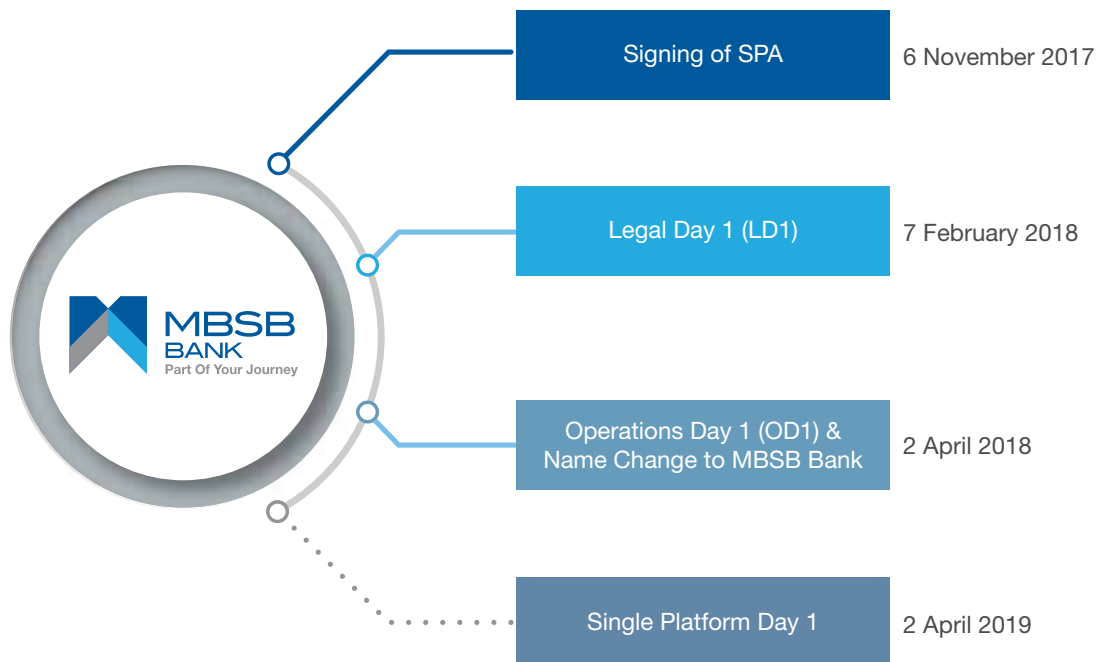 Signing of SPA
6 November 2017
Legal Day 1 (LD1)
7 February 2018
MBSB
BANK
Part Of Your Journey
Operations Day 1 (OD1) &
Name Change to MBSB Bank
2 April 2018
Single Platform Day 1
2 April 2019